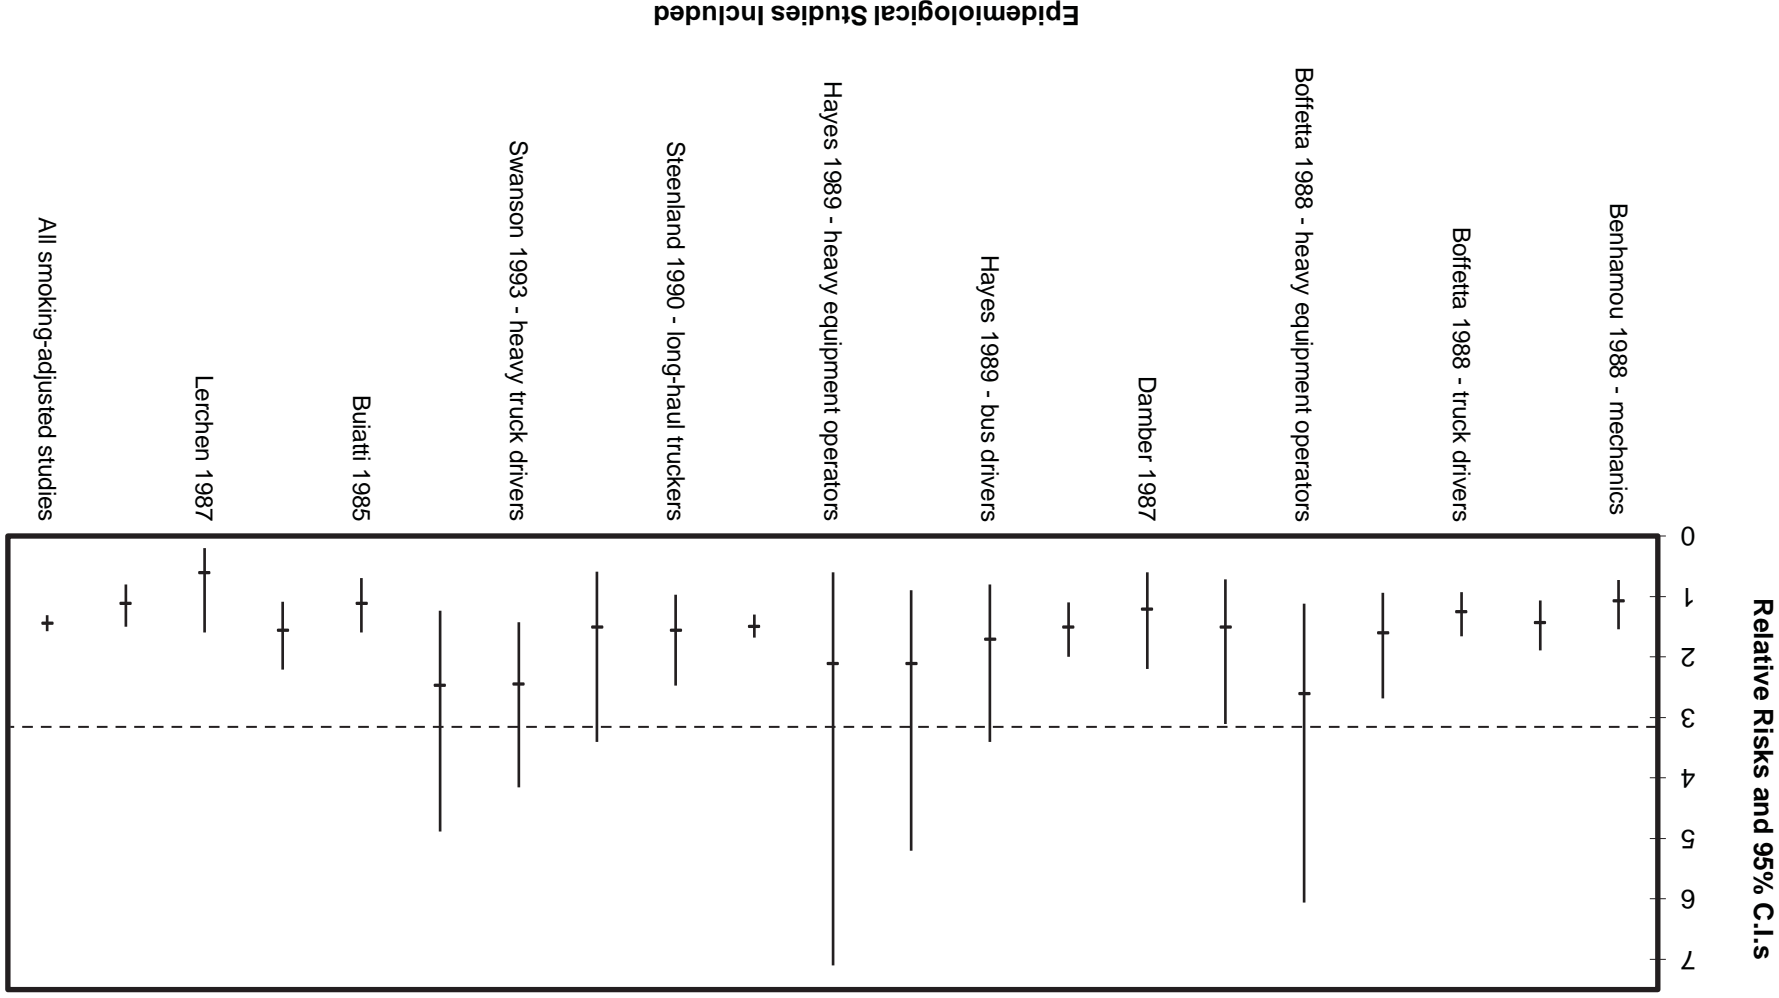 Epidemiological Studies Included
Benhamou 1988 - mechanics
Boffetta 1988 - truck drivers
Boffetta 1988 - heavy equipment operators
Damber 1987
Hayes 1989 - bus drivers
Hayes 1989 - heavy equipment operators
Steenland 1990 - long-haul truckers
Swanson 1993 - heavy truck drivers
Buiatti 1985
Lerchen 1987
All smoking-adjusted studies
0
1
2
3
4
5
6
7
Relative Risks and 95% C.I.s